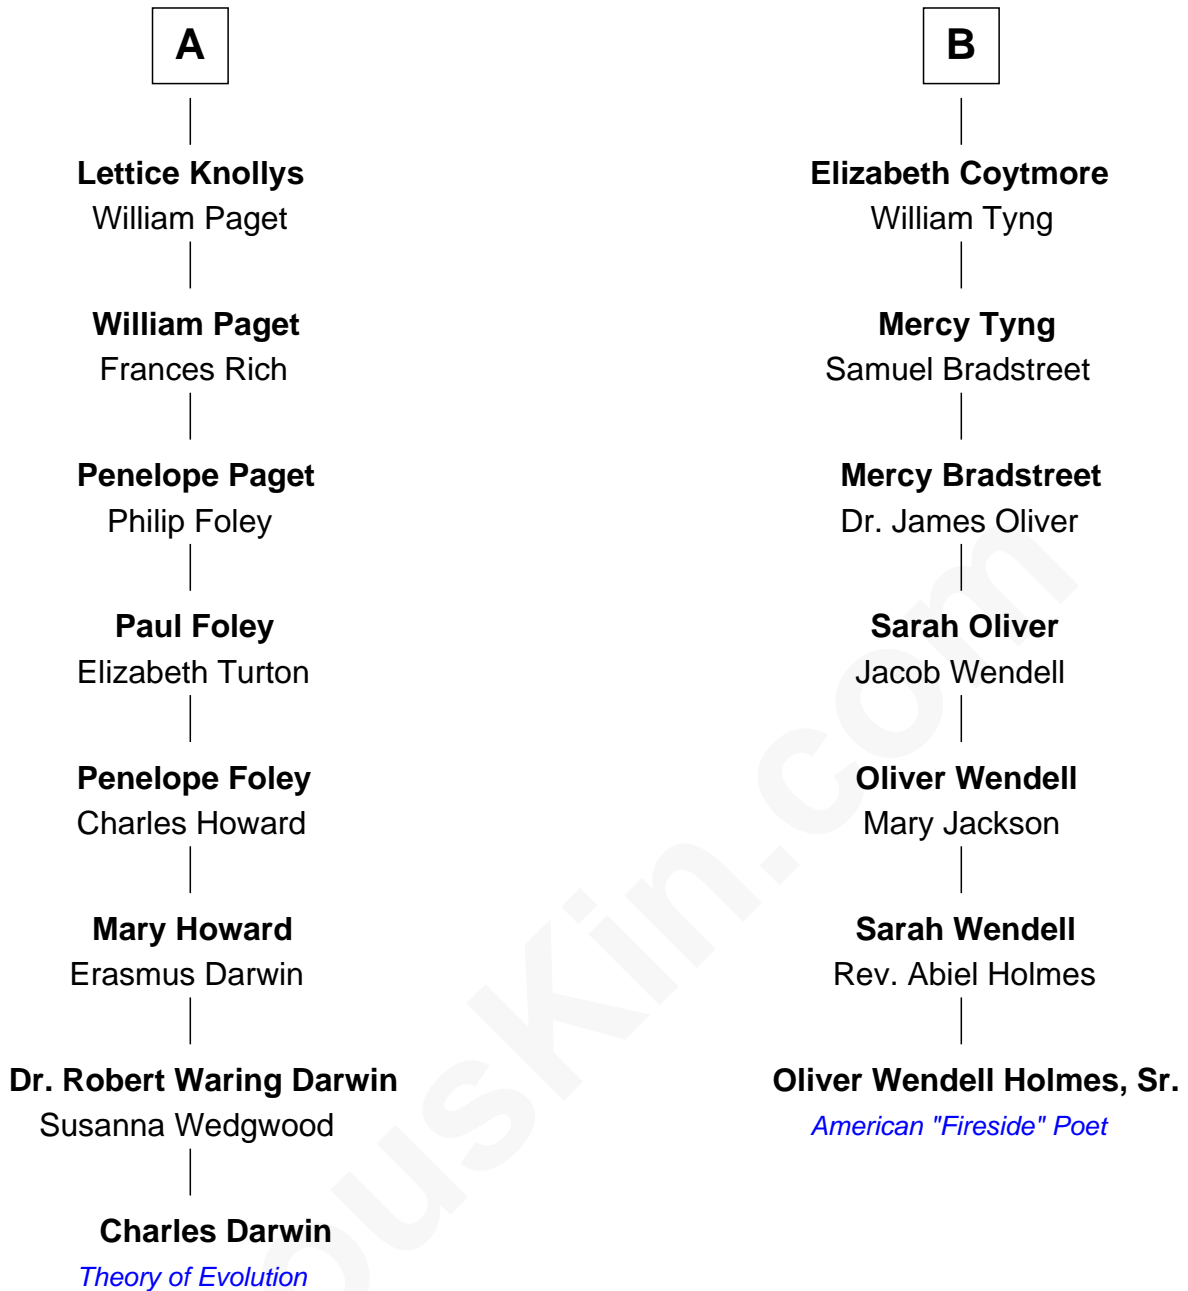 A
Lettice Knollys
William Paget
William Paget
Frances Rich
Penelope Paget
Philip Foley
Paul Foley
Elizabeth Turton
Penelope Foley
Charles Howard
Mary Howard
Erasmus Darwin
Dr. Robert Waring Darwin
Susanna Wedgwood
Charles Darwin
Theory of Evolution
B
Elizabeth Coytmore
William Tyng
Mercy Tyng
Samuel Bradstreet
Mercy Bradstreet
Dr. James Oliver
Sarah Oliver
Jacob Wendell
Oliver Wendell
Mary Jackson
Sarah Wendell
Rev. Abiel Holmes
Oliver Wendell Holmes, Sr.
American "Fireside" Poet
ousKin.com